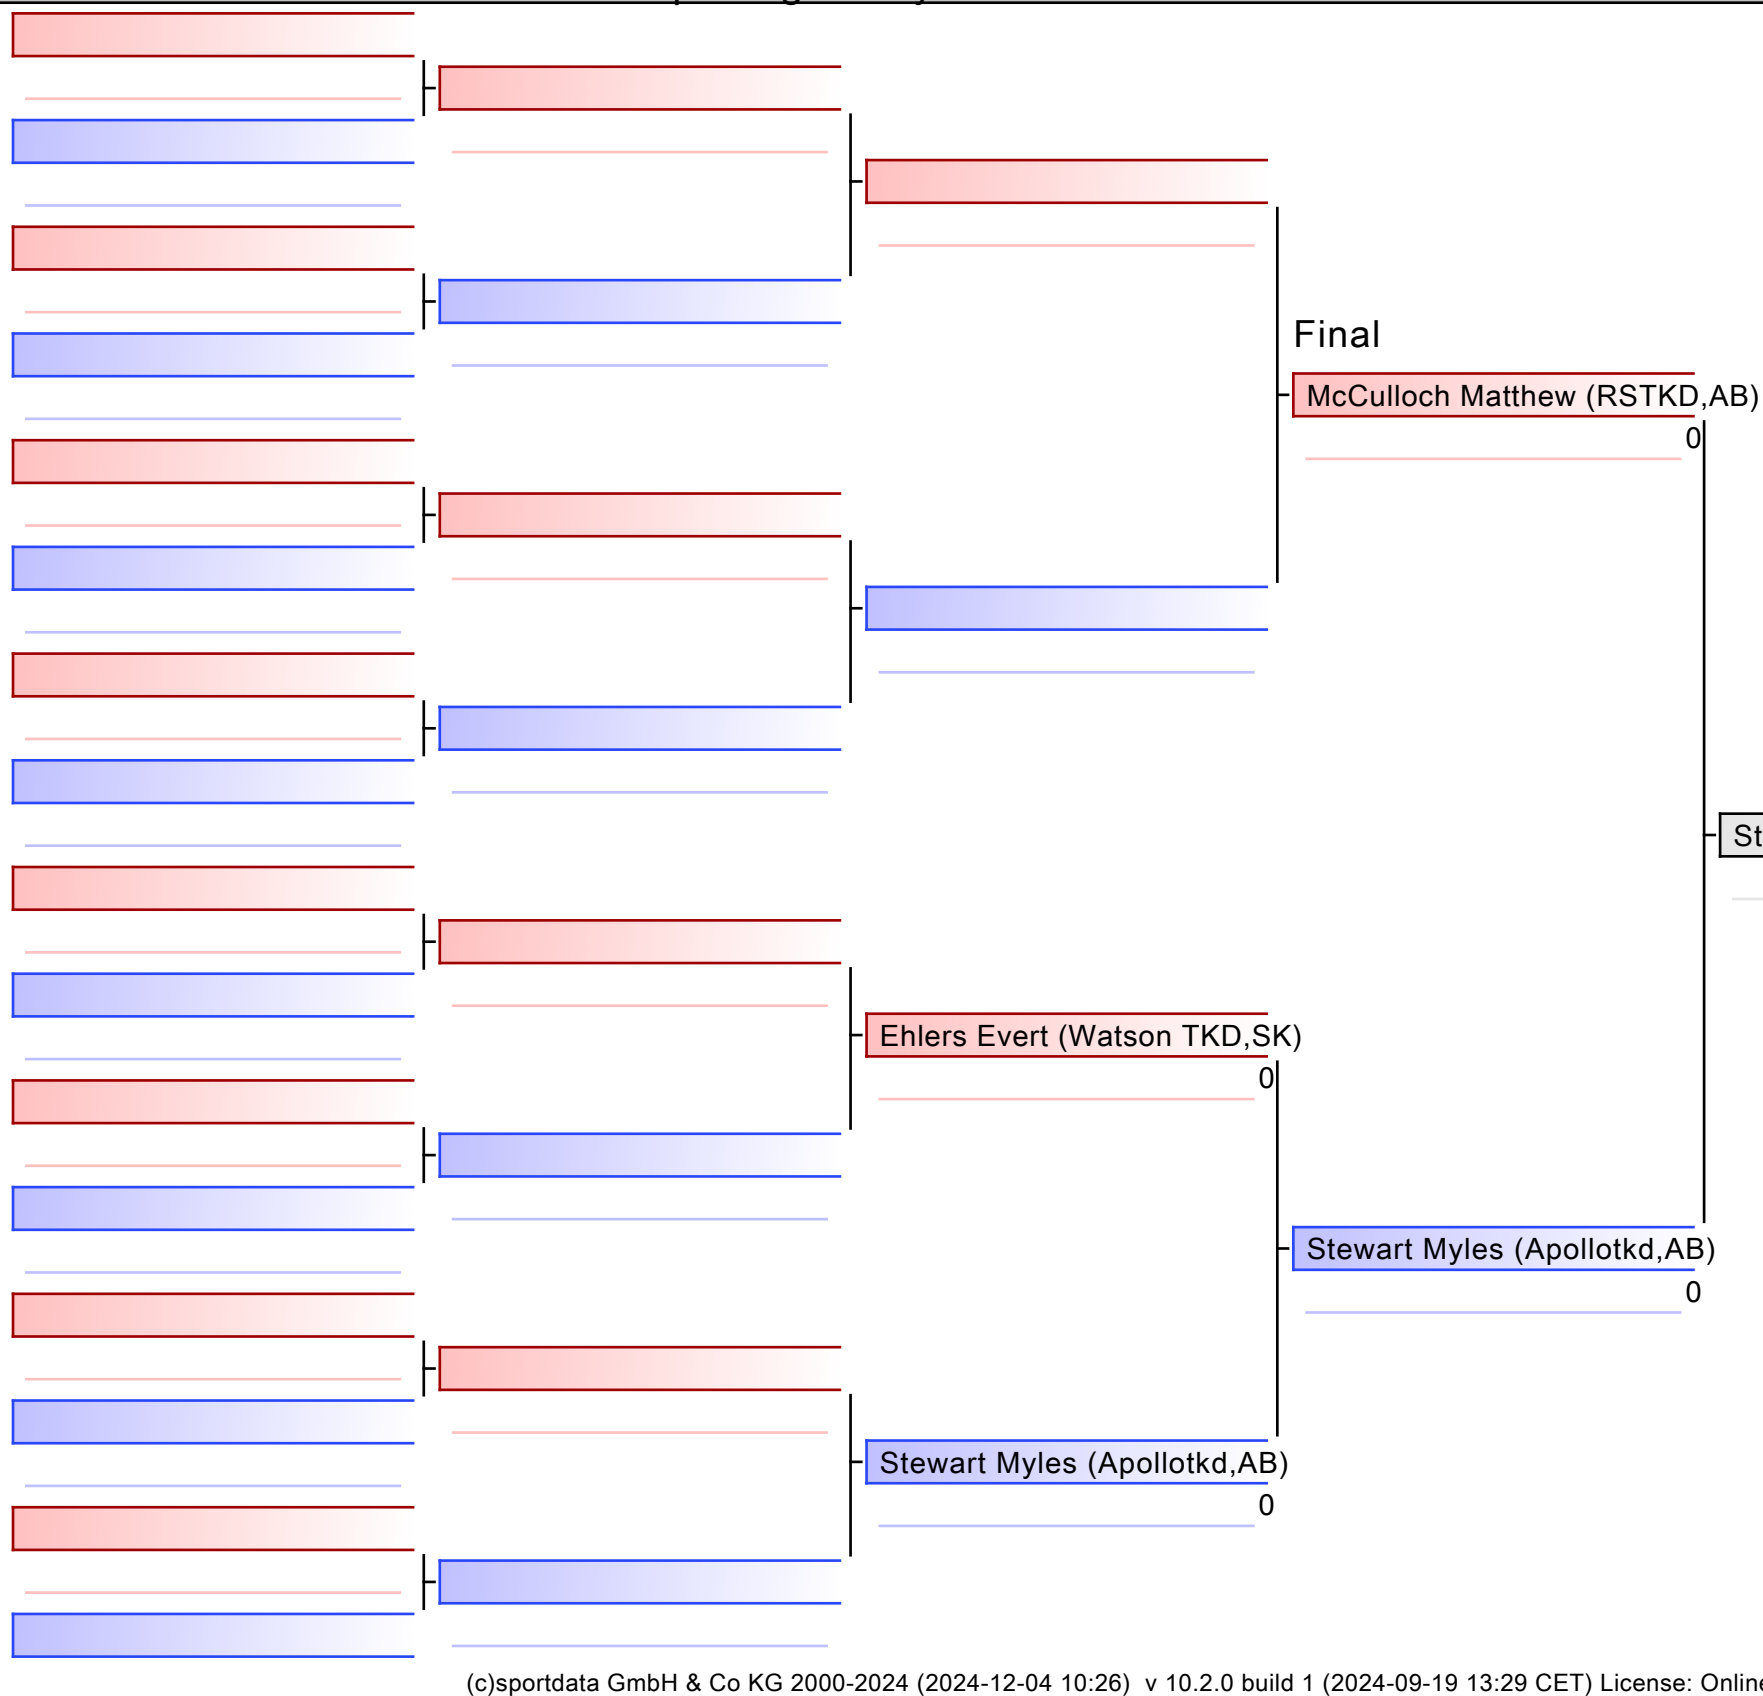 Final
McCulloch Matthew (RSTKD,AB)
0
St
Ehlers Evert (Watson TKD,SK)
0
Stewart Myles (Apollotkd,AB)
0
Stewart Myles (Apollotkd,AB)
0
(c)sportdata GmbH & Co KG 2000-2024 (2024-12-04 10:26) v 10.2.0 build 1 (2024-09-19 13:29 CET) License: Online